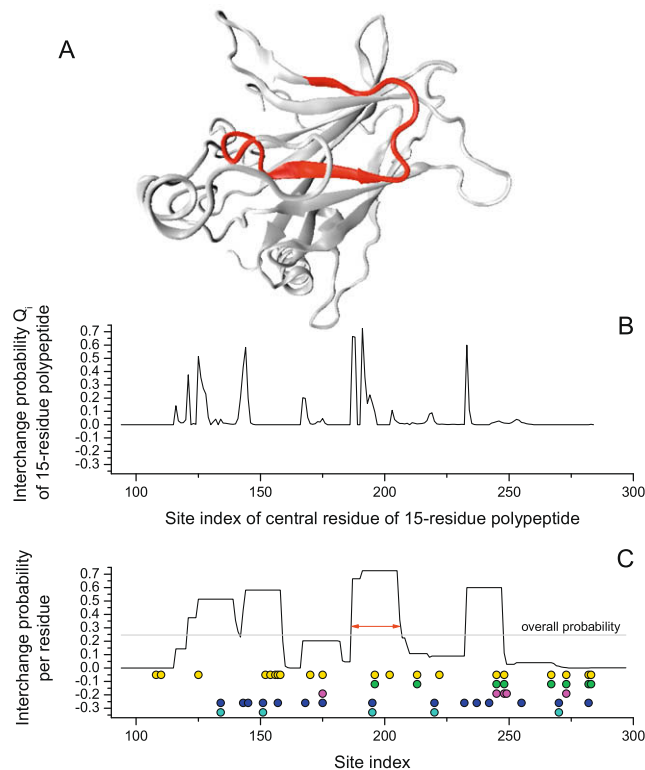 A
B
Interchange probability Qi
of 15-residue polypeptide
0.7
0.6
0.5
0.4
0.3
0.2
0.1
0.0
-0.1
-0.2
-0.3
100 150 200 250 300
Site index of central residue of 15-residue polypeptide
C
Interchange probability
per residue
0.7
0.6
0.5
0.4
0.3
0.2
0.1
0.0
-0.1
-0.2
-0.3
overall probability
100 150 200 250 300
Site index